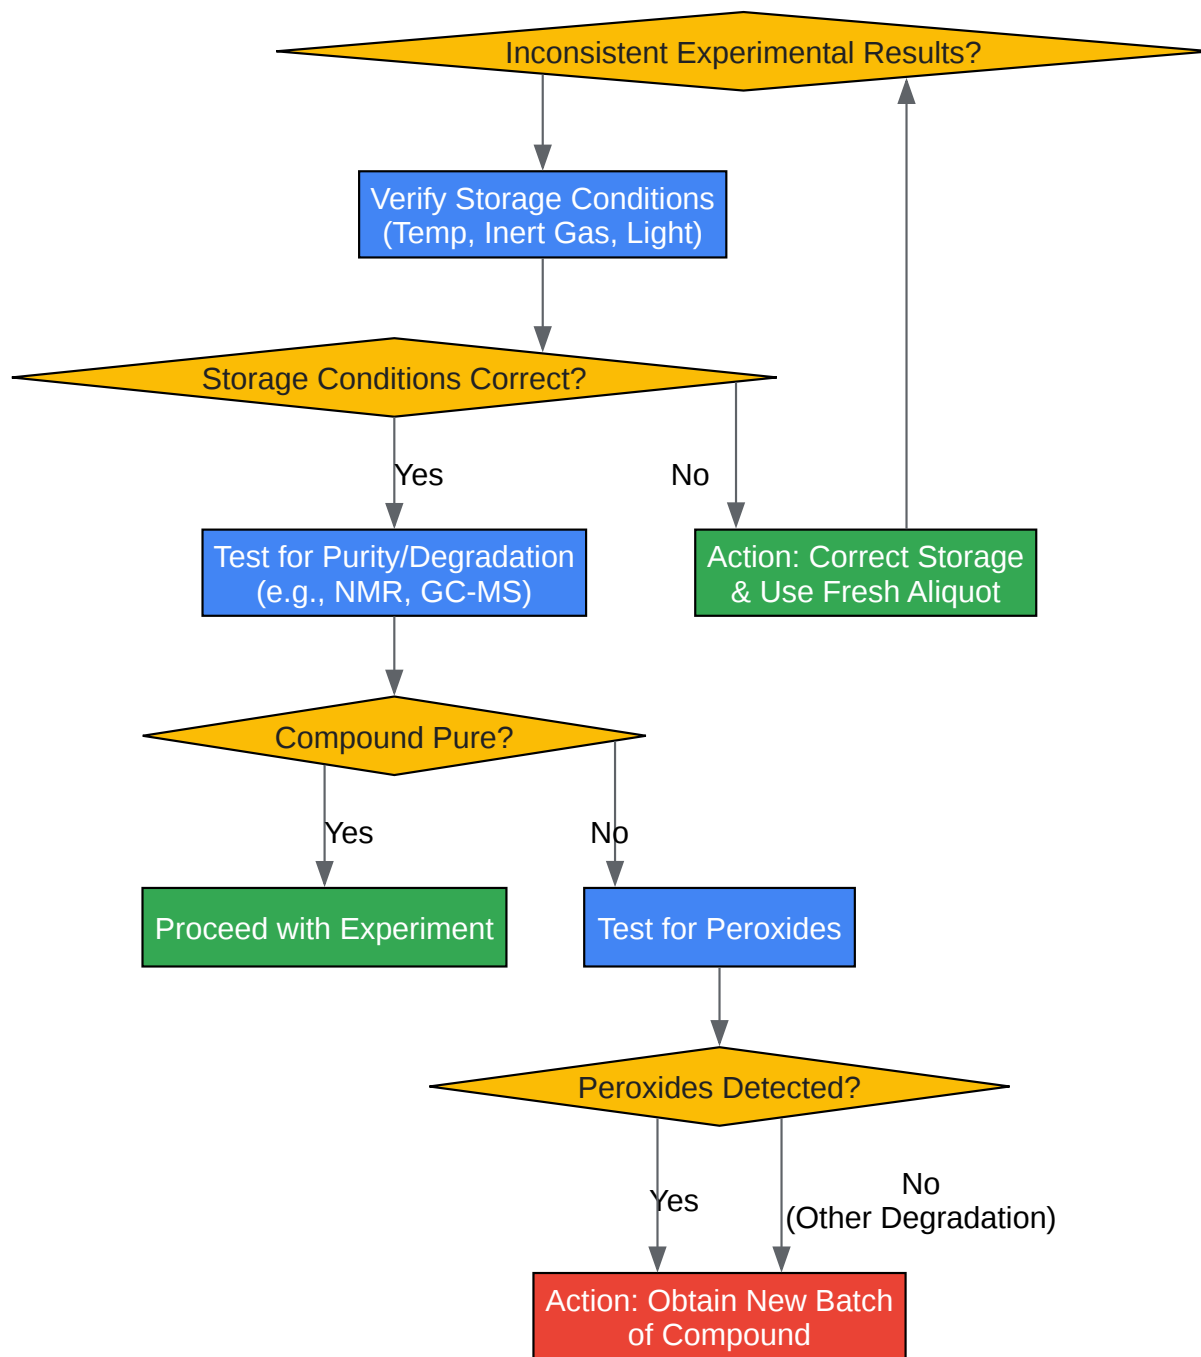 Inconsistent Experimental Results?
Verify Storage Conditions
(Temp, Inert Gas, Light)
Storage Conditions Correct?
Yes
No
Test for Purity/Degradation
(e.g., NMR, GC-MS)
Action: Correct Storage
& Use Fresh Aliquot
Compound Pure?
Yes
No
Proceed with Experiment
Test for Peroxides
Peroxides Detected?
Yes
No
(Other Degradation)
Action: Obtain New Batch
of Compound